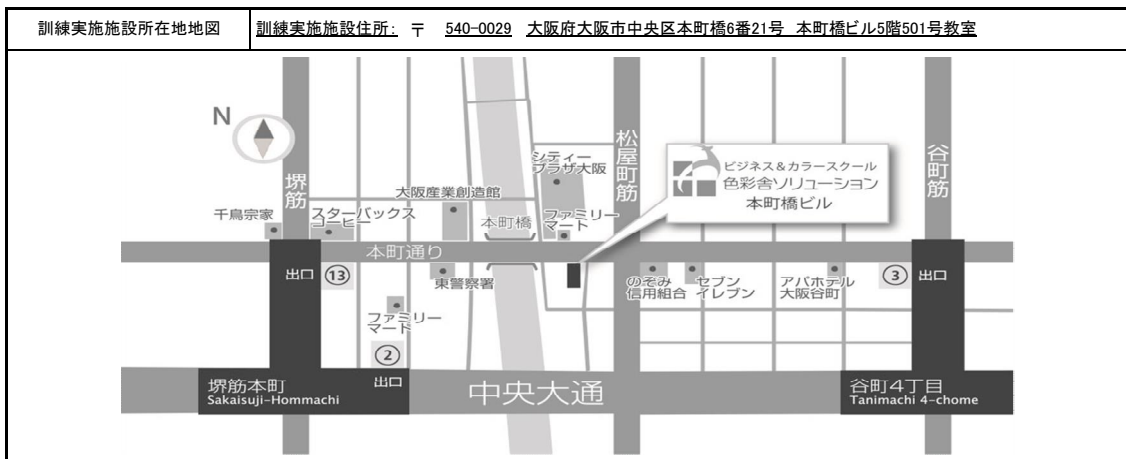 訓練実施施設所在地地図
訓練実施施設住所: 〒 540-0029 大阪府大阪市中央区本町橋6番21号 本町橋ビル5階501号教室
N
堺筋
松屋町筋
谷町筋
シティー
プラザ大阪
ビジネス&カラースクール
色彩舎ソリューション
本町橋ビル
大阪産業創造館
千鳥宗家
スターバックス
コーヒー
本町橋
ファミリー
マート
本町通り
出口
⑬
東警察署
のぞみ
信用組合
セブン
イレブン
アパホテル
大阪谷町
③
出口
ファミリー
マート
②
出口
堺筋本町
Sakaisuji-Hommachi
中央大通
谷町4丁目
Tanimachi 4-chome